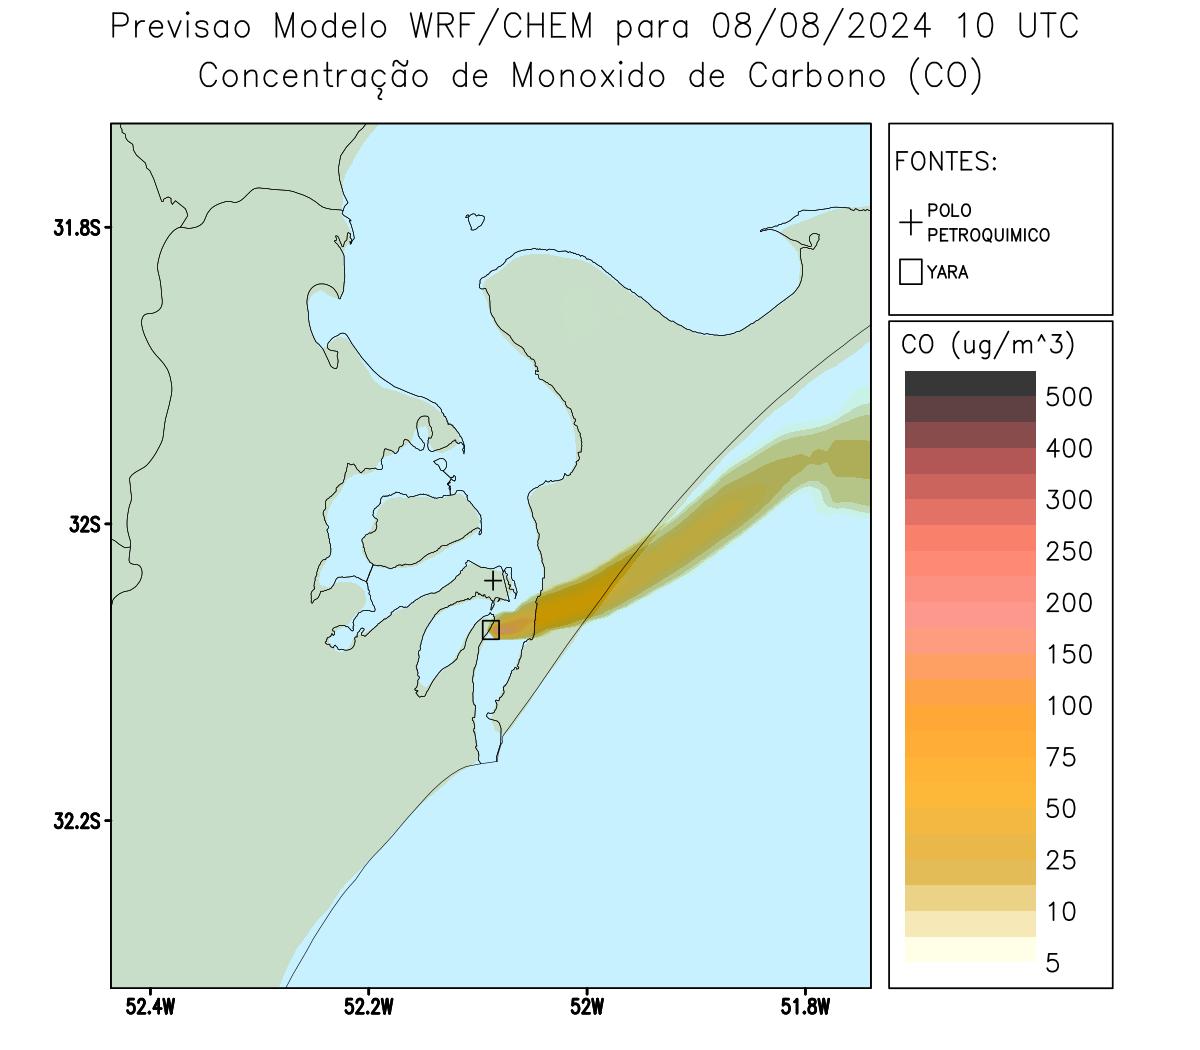 Previsao Modelo WRF/CHEM para 08/08/2024 10 UTC
Concentração de Monoxido de Carbono (CO)
31.8S
32S
32.2S
52.4W
52.2W
52W
51.8W
FONTES:
POLO
PETROQUIMICO
YARA
CO (ug/m^3)
500
400
300
250
200
150
100
75
50
25
10
5